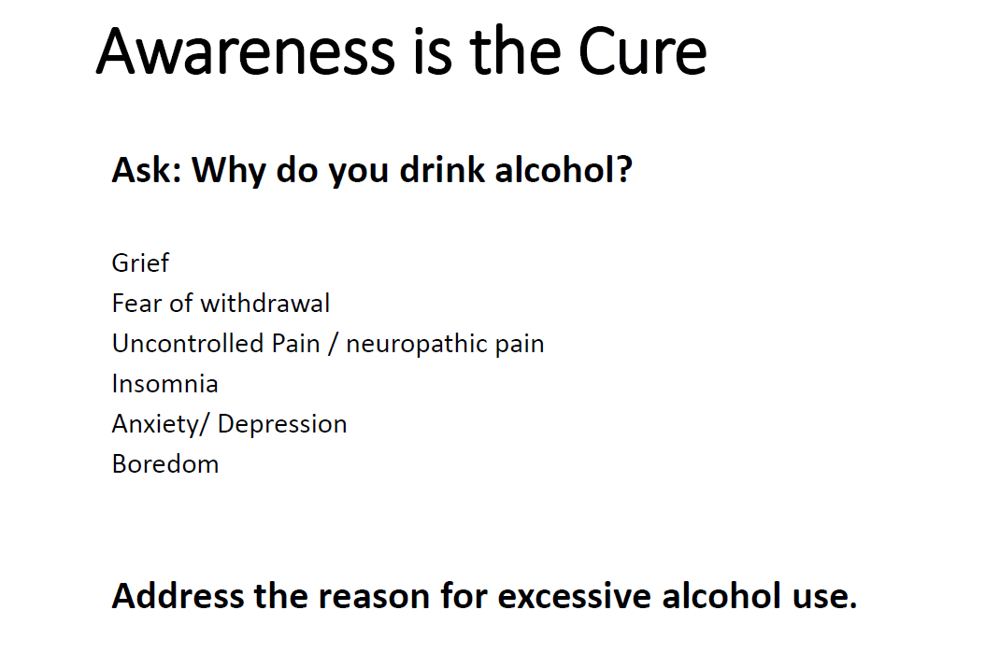 Awareness is the Cure
Ask: Why do you drink alcohol?
Grief
Fear of withdrawal
Uncontrolled Pain / neuropathic pain
Insomnia
Anxiety/ Depression
Boredom
Address the reason for excessive alcohol use.